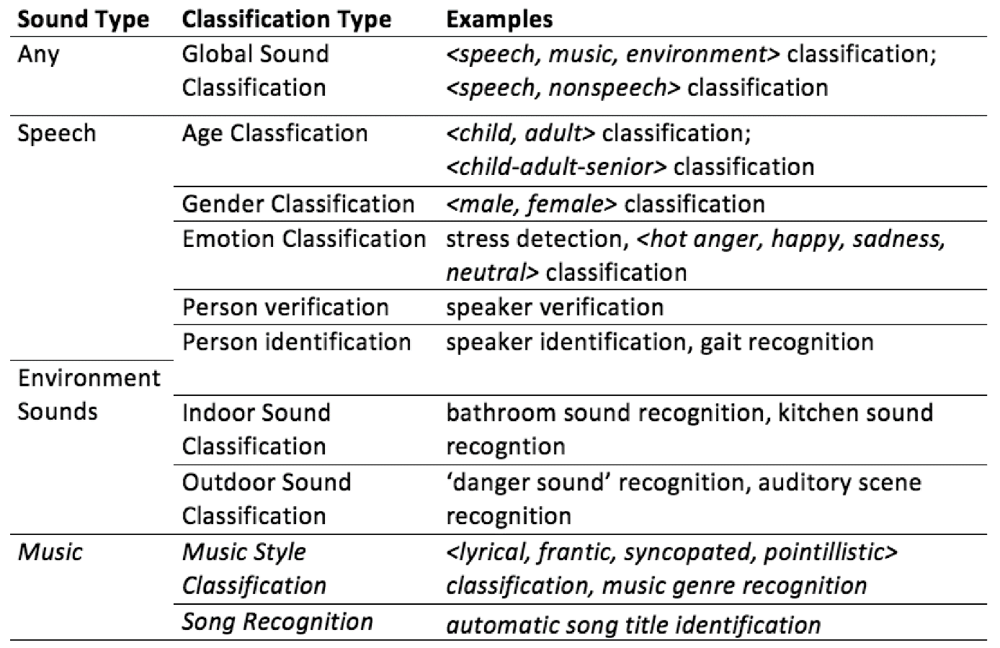 Sound Type Classification Type Examples
Any Global Sound <speech, music, environment> classification;
Classification <speech, nonspeech> classification
Speech Age Classfication <child, adult> classification;
<child-adult-senior> classification
Gender Classification <male, female> classification
Emotion Classification stress detection, <hot anger, happy, sadness,
neutral> classification
Person verification speaker verification
Person identification speaker identification, gait recognition
Environment
Sounds Indoor Sound bathroom sound recognition, kitchen sound
Classification recogntion
Outdoor Sound ‘danger sound’ recognition, auditory scene
Classification recognition
Music Music Style <lyrical, frantic, syncopated, pointillistic>
Classification classification, music genre recognition
Song Recognition automatic song title identification